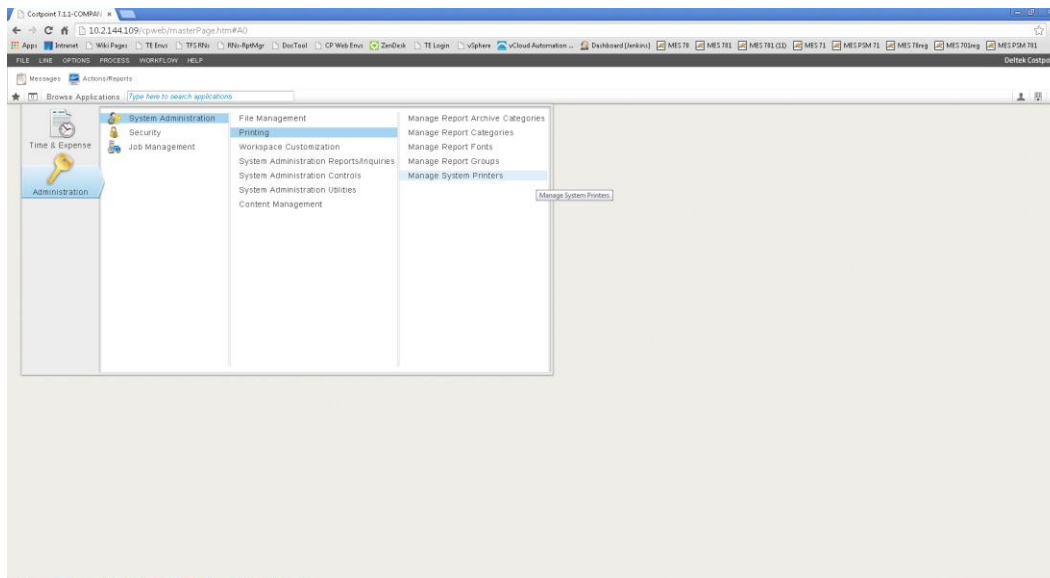 Costpoint 7.1.1-COMPAN
10.2.144.109/cpweb/masterPage.htm#A0
Apps Intranet Wiki Pages TE Envs TFS RNs RNs-RptMgr DocTool CP Web Envs ZenDesk TE Login vSphere vCloud Automation ... Dashboard [Jenkins] MES 70 MES 701 MES 701 (11) MES 71 MES PSM 71 MES 70reg MES 701reg MES PSM 701
FILE LINE OPTIONS PROCESS WORKFLOW HELP Deltek Costpo
Messages Actions/Reports
Browse Applications Type here to search applications
Time & Expense
Administration
System Administration
Security
Job Management
File Management
Printing
Workspace Customization
System Administration Reports/Inquiries
System Administration Controls
System Administration Utilities
Content Management
Manage Report Archive Categories
Manage Report Categories
Manage Report Fonts
Manage Report Groups
Manage System Printers
Manage System Printers